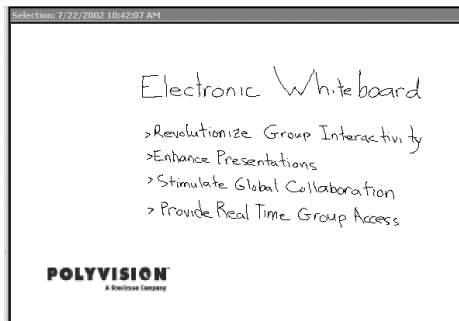 Selection: 7/22/2002 10:42:07 AM
Electronic Whiteboard
>Revolutionize Group Interactivity
>Enhance Presentations
>Stimulate Global Collaboration
>Provide Real Time Group Access
POLYVISION
A Steelcase Company